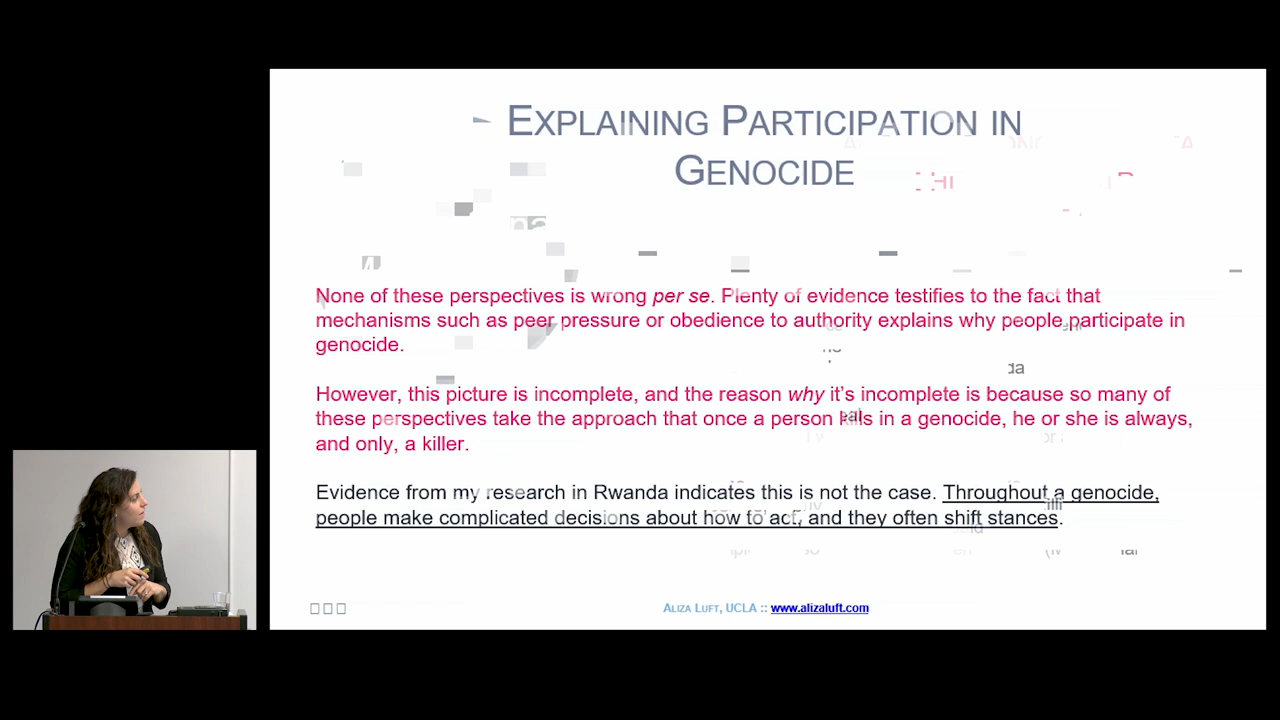 EXPLAINING PARTICIPATION IN
GENOCIDE
None of these perspectives is wrong per se. Plenty of evidence testifies to the fact that
mechanisms such as peer pressure or obedience to authority explains why people participate in
genocide.
However, this picture is incomplete, and the reason why it's incomplete is because so many of
these perspectives take the approach that once a person kills in a genocide, he or she is always,
and only, a killer.
Evidence from my research in Rwanda indicates this is not the case. Throughout a genocide,
people make complicated decisions about how to act, and they often shift stances.
ALIZA LUFT, UCLA :: www.alizaluft.com